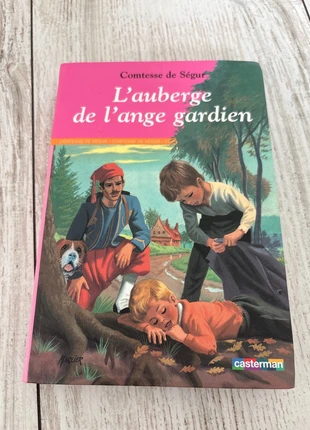 Comtesse de Ségur
L'auberge
de l'ange gardien
casterman